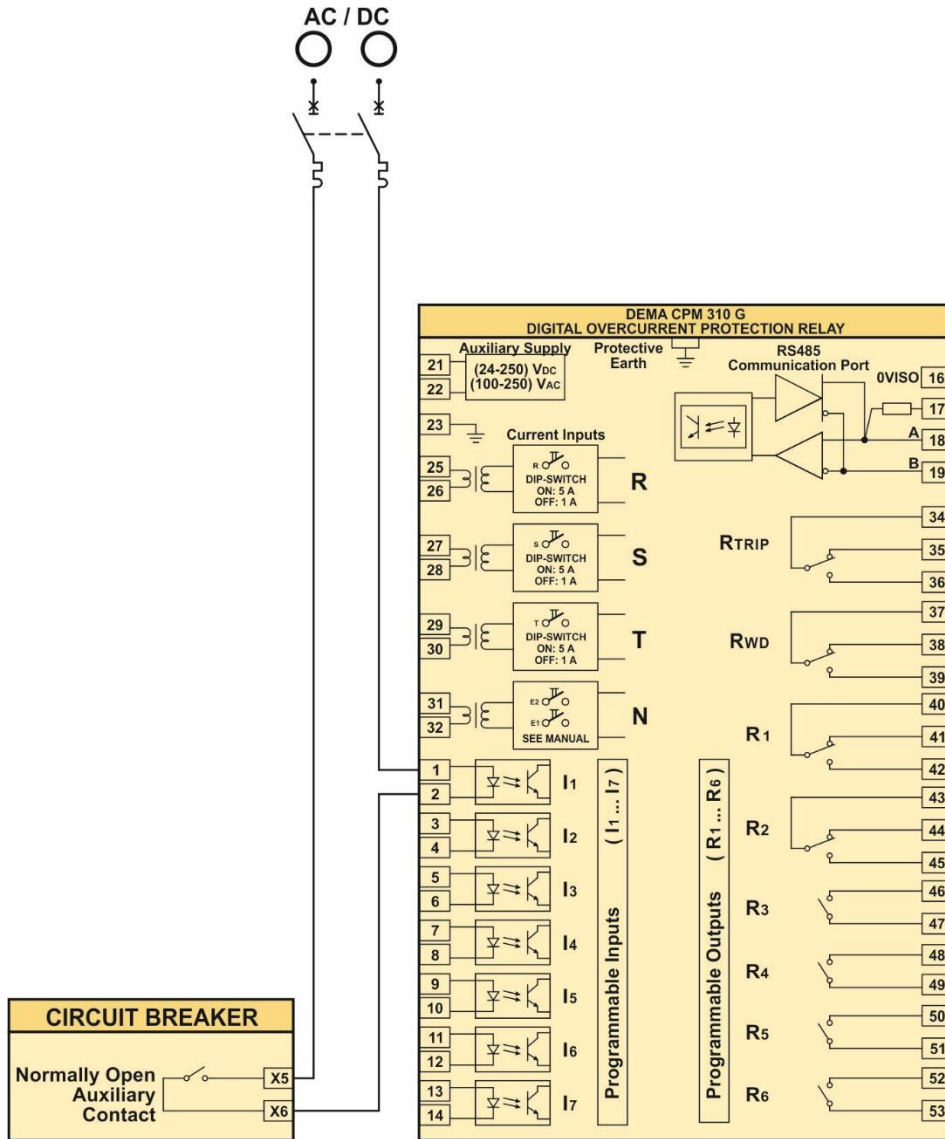 AC / DC
DEMA CPM 310 G
DIGITAL OVERCURRENT PROTECTION RELAY
Auxiliary Supply
21
22
(24-250) VDC
(100-250) VAC
Protective
Earth
RS485
Communication Port
0VISO
16
17
A
18
B
19
23
Current Inputs
25
26
R
DIP-SWITCH
ON: 5 A
OFF: 1 A
R
27
28
S
DIP-SWITCH
ON: 5 A
OFF: 1 A
S
29
30
T
DIP-SWITCH
ON: 5 A
OFF: 1 A
T
31
32
E2
E1
SEE MANUAL
N
1
2
I1
3
4
I2
5
6
I3
7
8
I4
9
10
I5
11
12
I6
13
14
I7
Programmable Inputs ( I1 ... I7 )
Programmable Outputs ( R1 ... R6 )
RTRIP
34
35
36
RWD
37
38
39
R1
40
41
42
R2
43
44
45
R3
46
47
R4
48
49
R5
50
51
R6
52
53
CIRCUIT BREAKER
Normally Open
Auxiliary
Contact
X5
X6